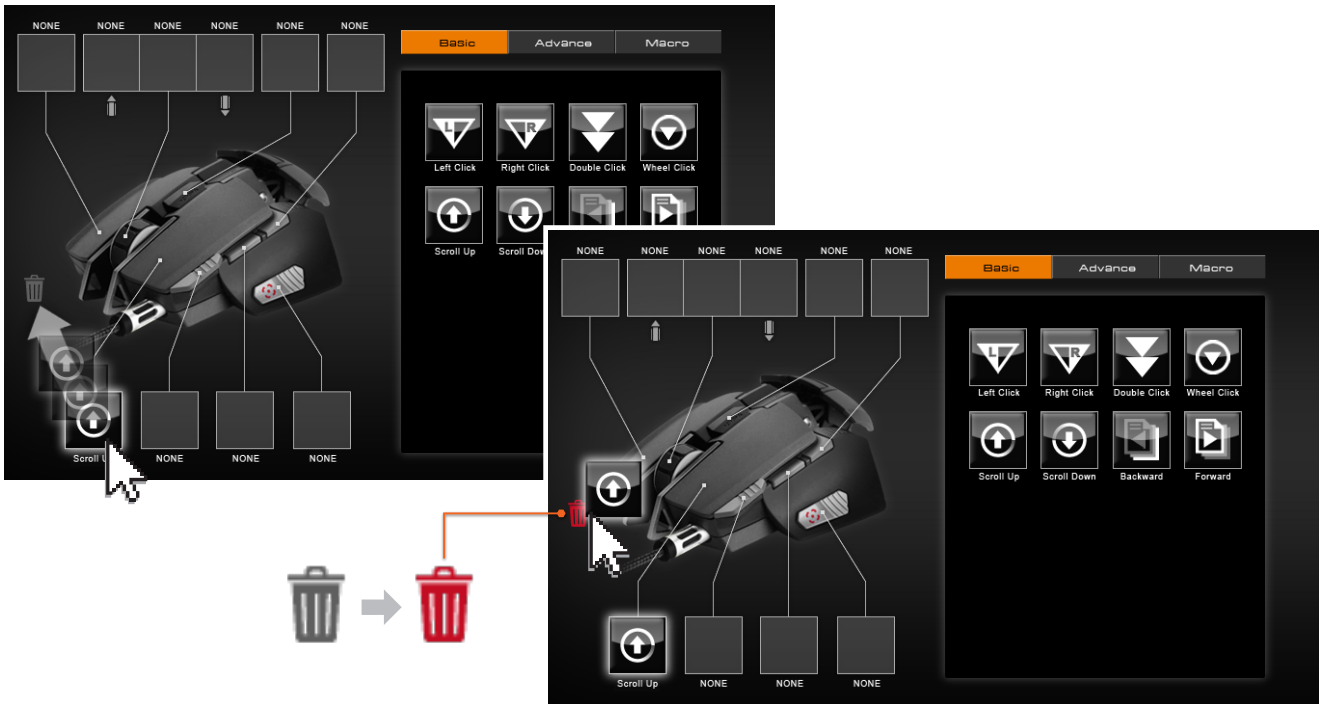 NONE NONE NONE NONE NONE NONE
Basic Advance Macro
L R
Left Click Right Click Double Click Wheel Click
Scroll Up
NONE NONE NONE
NONE NONE NONE NONE NONE NONE
Basic Advance Macro
L R
Left Click Right Click Double Click Wheel Click
Scroll Up Scroll Down Backward Forward
Scroll Up NONE NONE NONE